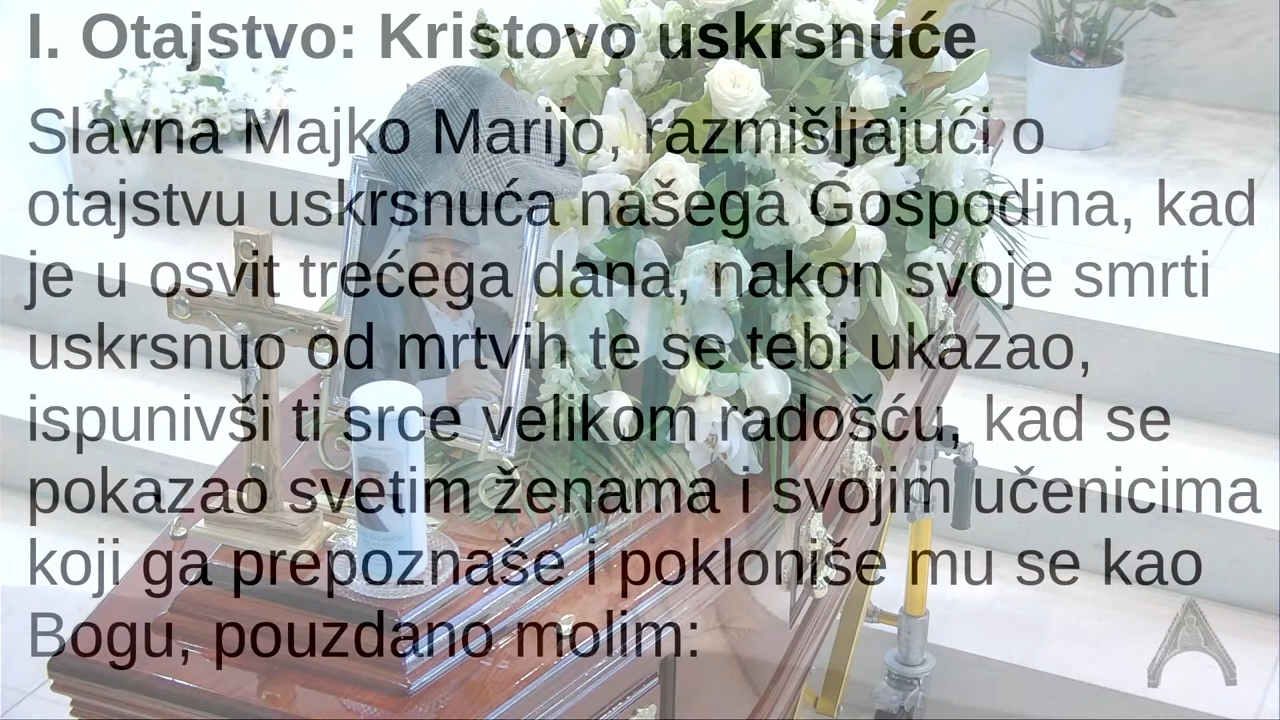 I. Otajstvo: Kristovo uskrsnuće
Slavna Majko Marijo, razmišljajući o
otajstvu uskrsnuća našega Gospodina, kad
je u osvit trećega dana, nakon svoje smrti
uskrsnuo od mrtvih te se tebi ukazao,
ispunivši ti srce velikom radošću, kad se
pokazao svetim ženama i svojim učenicima
koji ga prepoznaše i pokloniše mu se kao
Bogu, pouzdano molim: